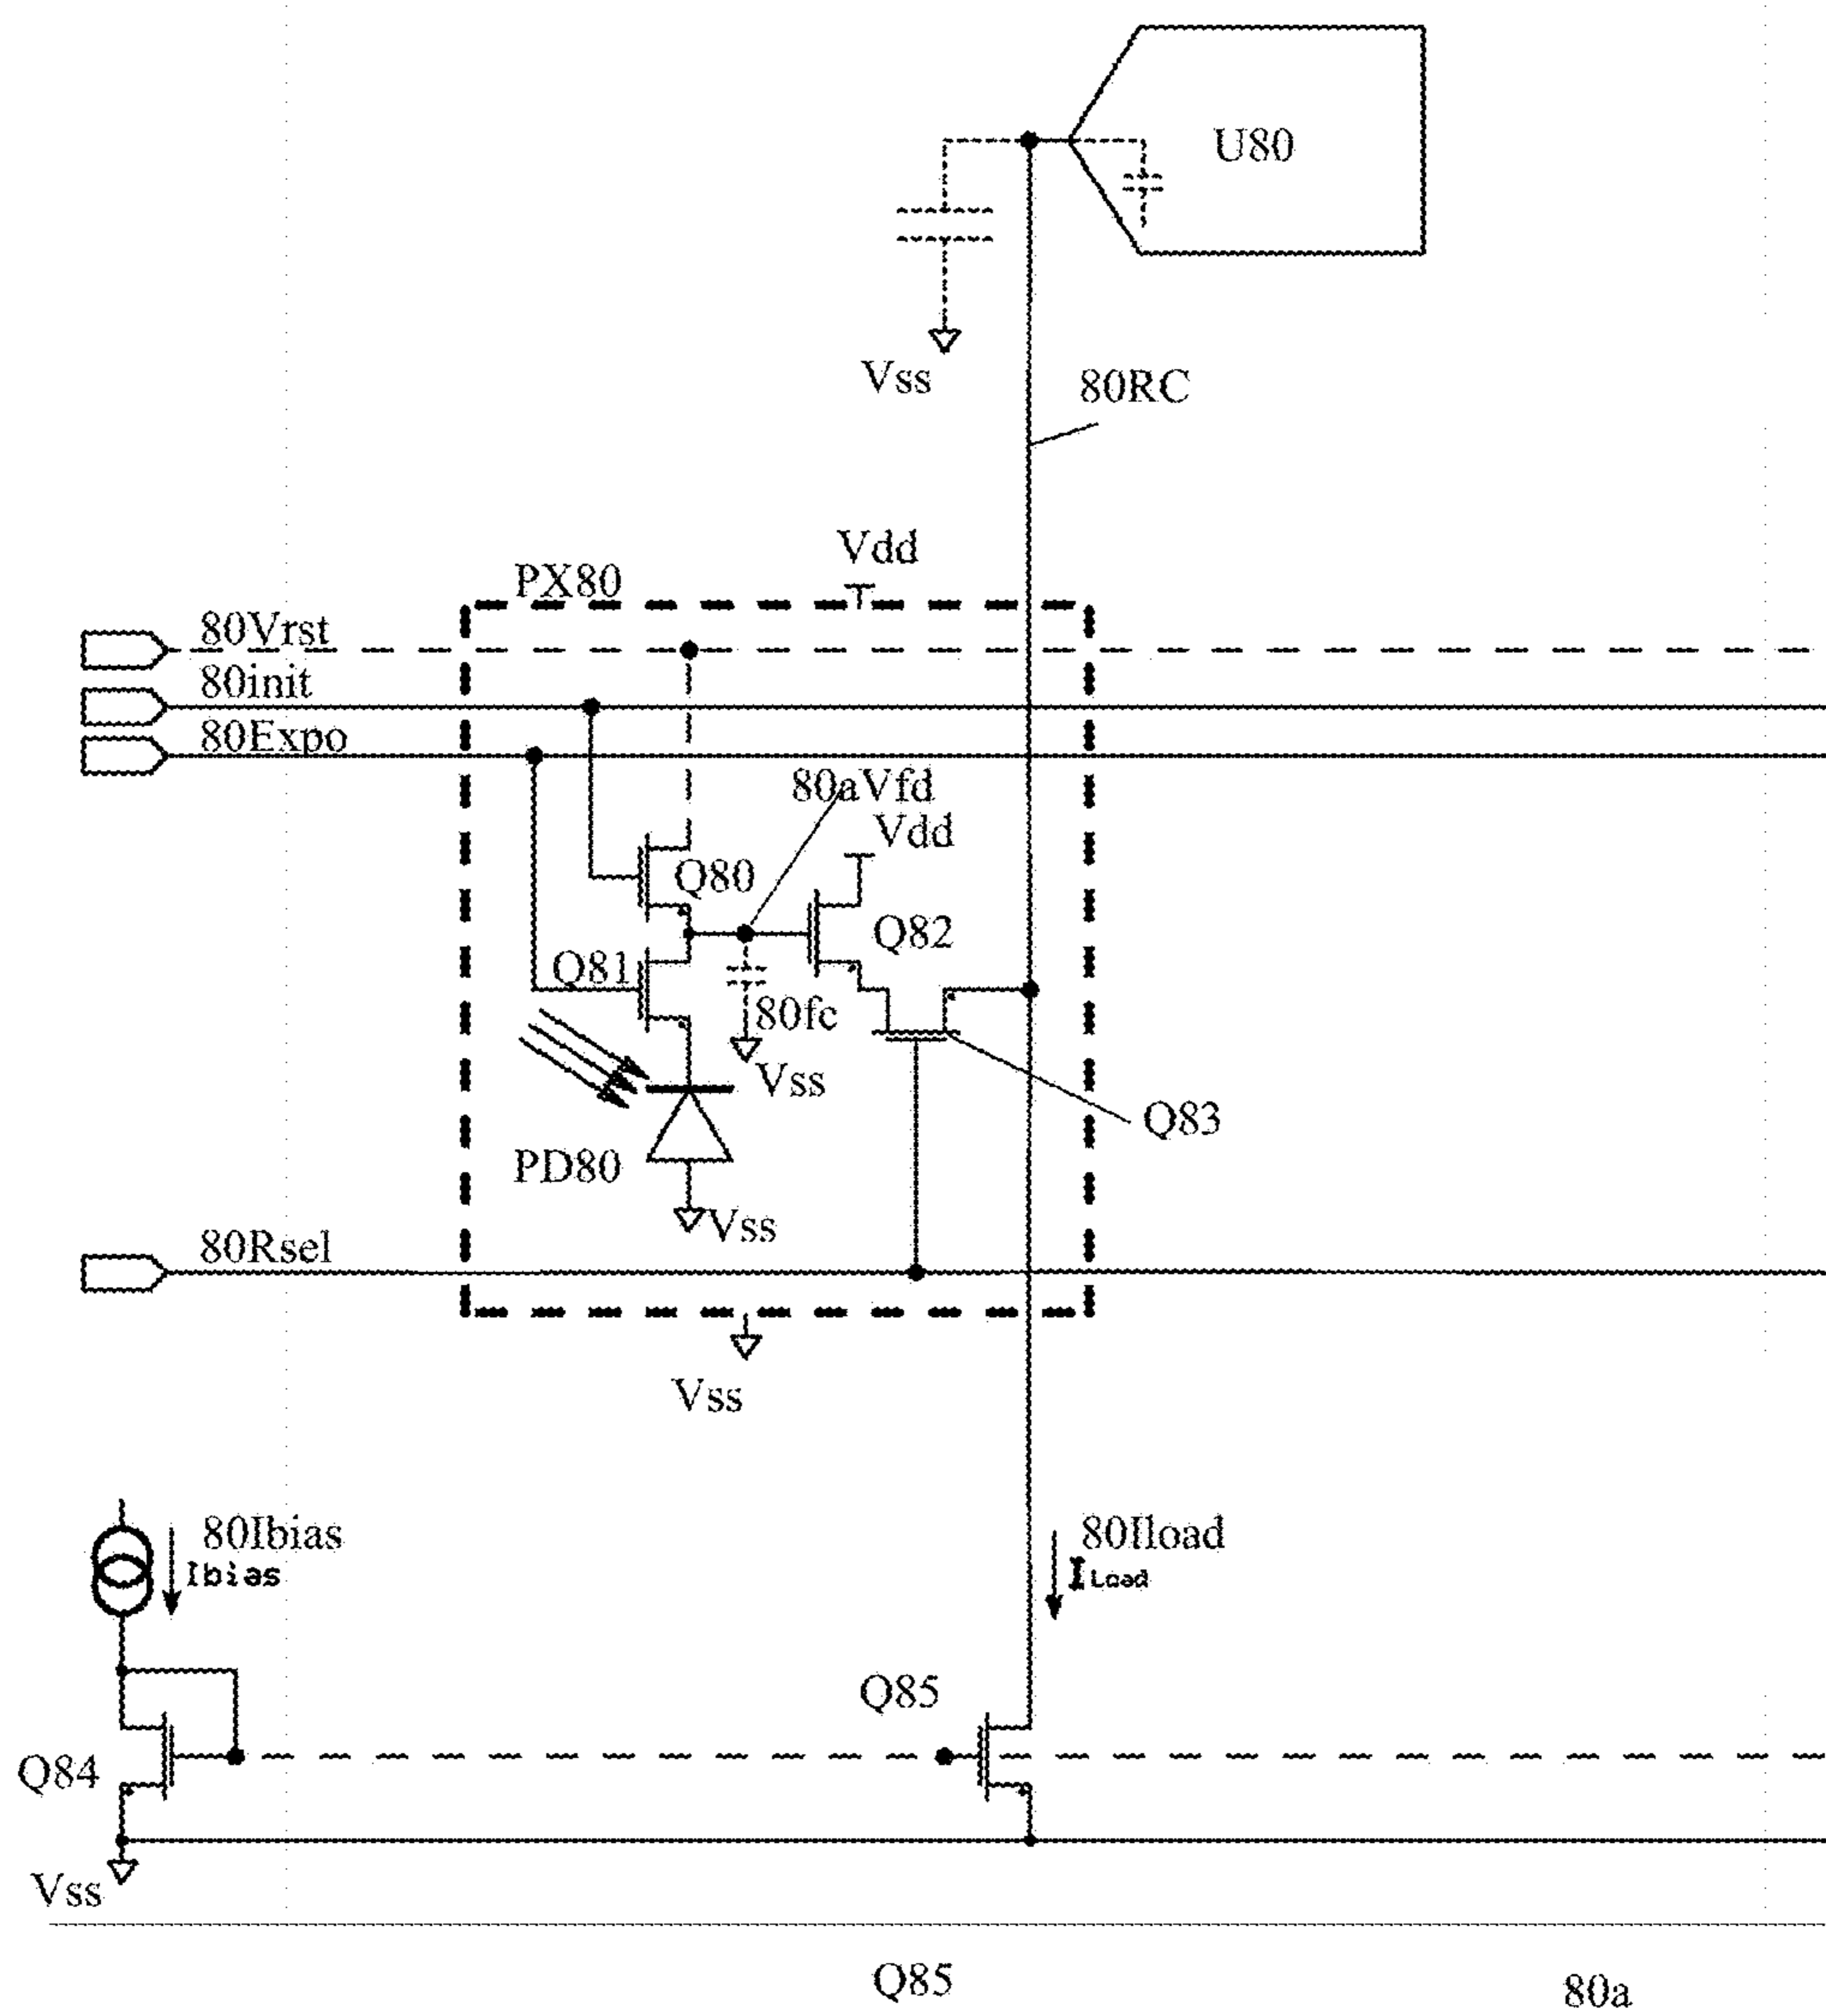 U80
Vss
80RC
Vdd
PX80
80Vrst
80init
80Expo
80aVfd
Vdd
Q80
Q82
Q81
80fc
Vss
Q83
PD80
Vss
80Rsel
Vss
80Ibias
Ibias
80Iload
ILoad
Q85
Q84
Vss
Q85
80a